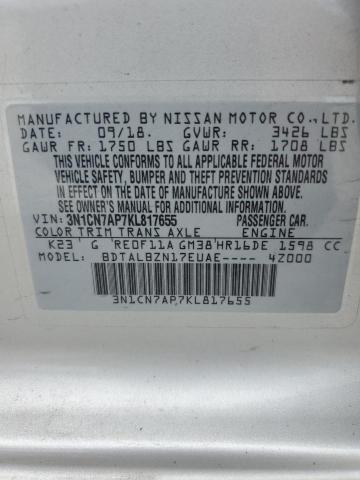 MANUFACTURED BY NISSAN MOTOR CO., LTD.
DATE: 09/18. GVWR: 3426 LBS
GAWR FR: 1750 LBS GAWR RR: 1708 LBS
THIS VEHICLE CONFORMS TO ALL APPLICABLE FEDERAL MOTOR
VEHICLE SAFETY, BUMPER, AND THEFT PREVENTION STANDARDS
IN EFFECT ON THE DATE OF MANUFACTURE SHOWN ABOVE.
SEE OWNER'S MANUAL FOR ADDITIONAL INFORMATION.
VIN: 3N1CN7AP7KL817655 PASSENGER CAR.
COLOR TRIM TRANS AXLE ENGINE
K23 G RE0F11A GM38 HR16DE 1598 CC
MODEL BDTALBZN17EUAE---- 4Z000
3N1CN7AP7KL817655